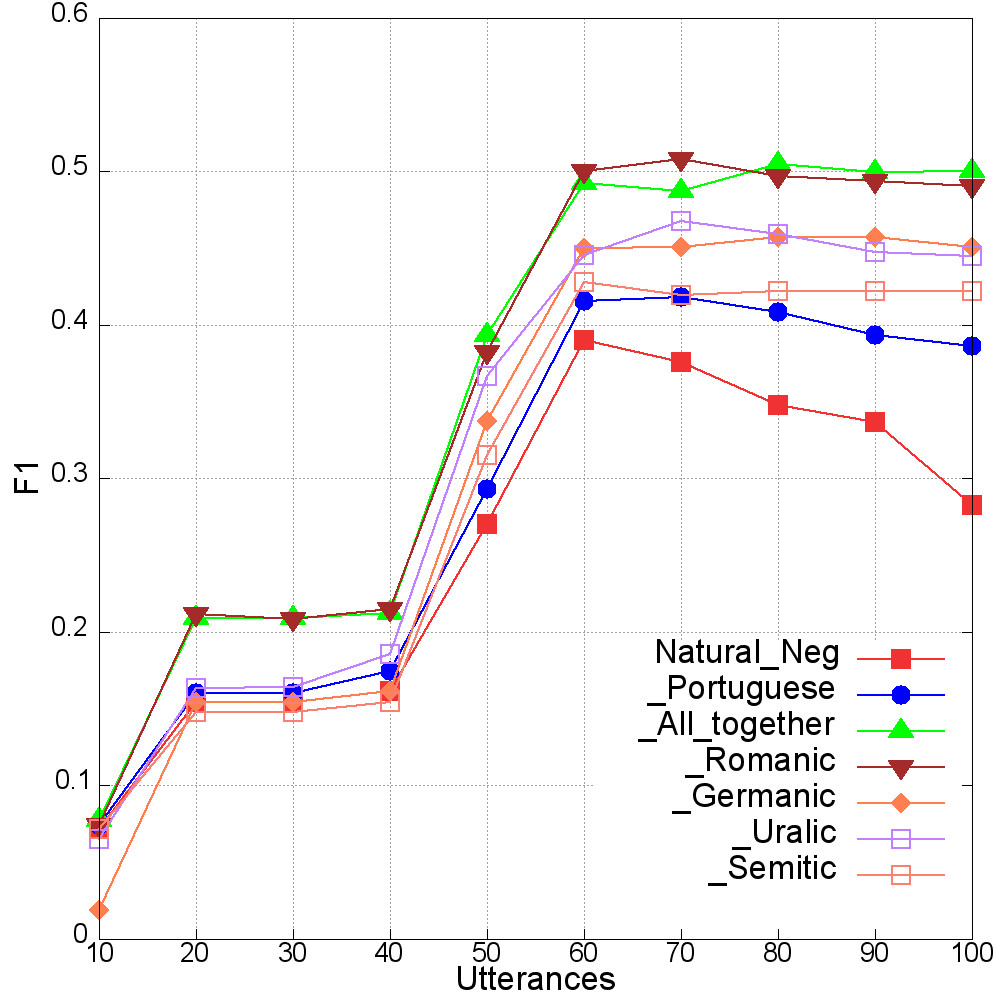 0.6
0.5
0.4
0.3
0.2
0.1
0
F1
Natural_Neg
_Portuguese
_All_together
_Romanic
_Germanic
_Uralic
_Semitic
10 20 30 40 50 60 70 80 90 100
Utterances